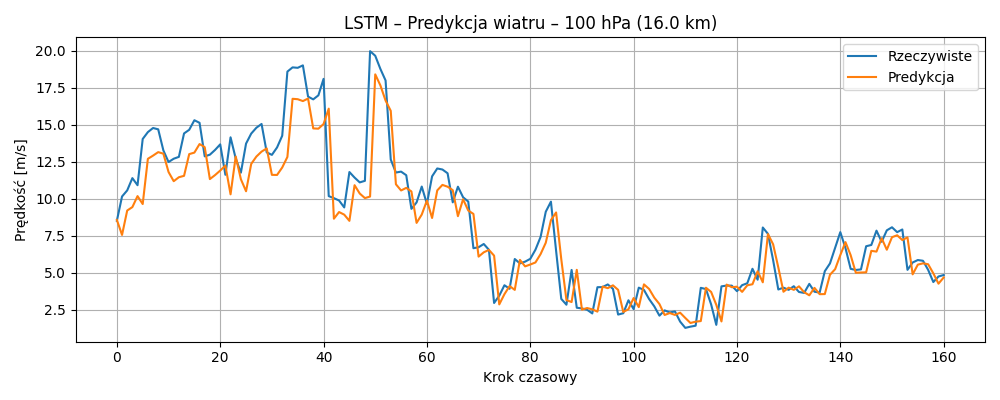 LSTM – Predykcja wiatru – 100 hPa (16.0 km)
Rzeczywiste
Predykcja
Prędkość [m/s]
20.0
17.5
15.0
12.5
10.0
7.5
5.0
2.5
0 20 40 60 80 100 120 140 160
Krok czasowy